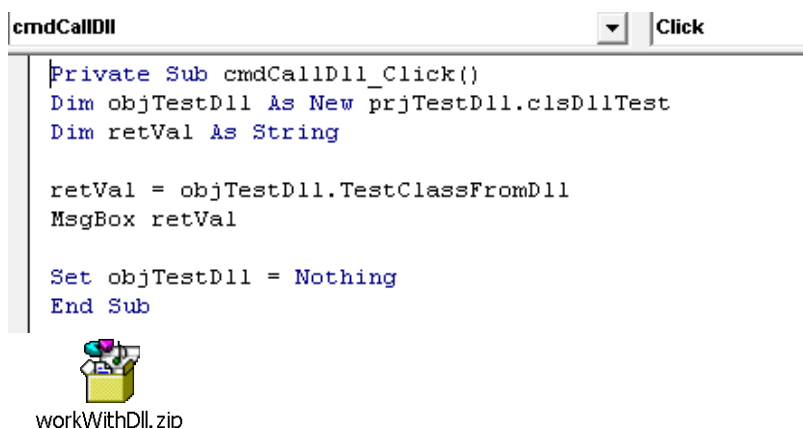 cmdCallDll Click
Private Sub cmdCallDll_Click()
Dim objTestDll As New prjTestDll.clsDllTest
Dim retVal As String
retVal = objTestDll.TestClassFromDll
MsgBox retVal
Set objTestDll = Nothing
End Sub
workWithDll.zip